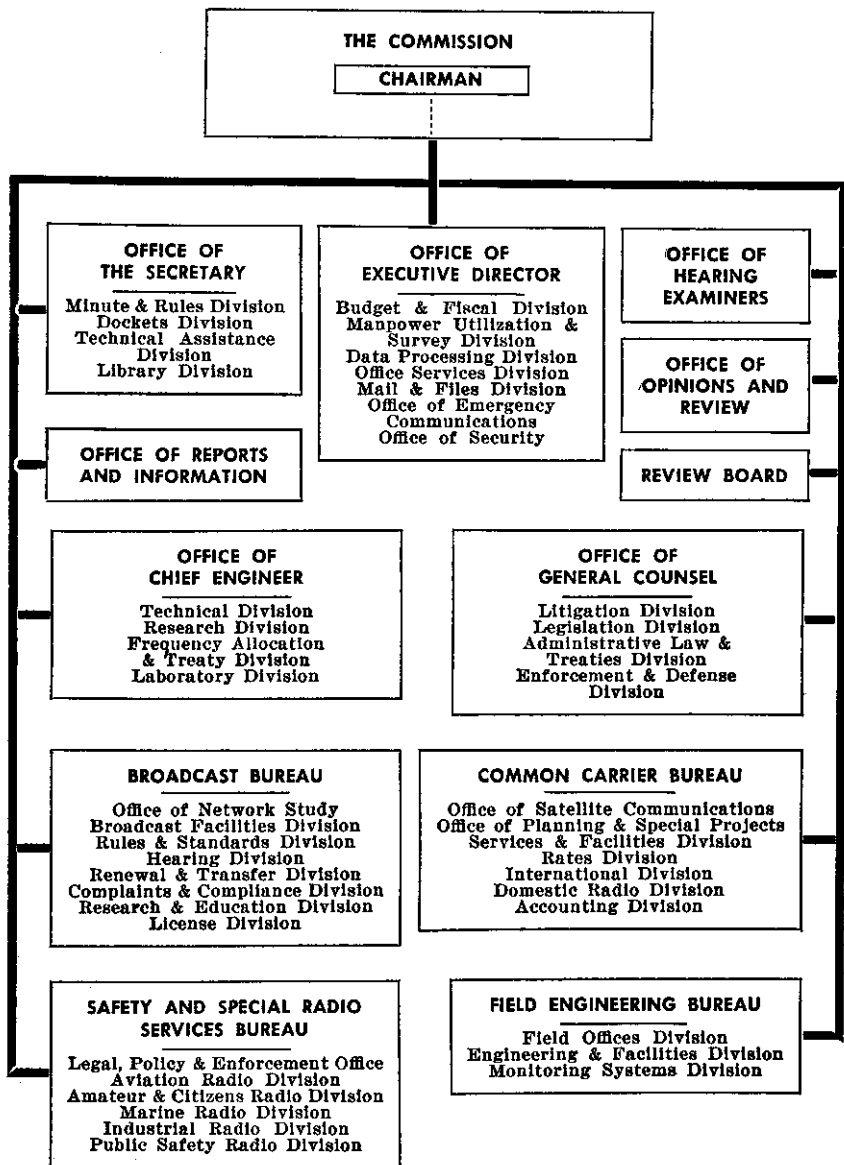 THE COMMISSION
CHAIRMAN
OFFICE OF
THE SECRETARY
Minute & Rules Division
Dockets Division
Technical Assistance
Division
Library Division
OFFICE OF
EXECUTIVE DIRECTOR
Budget & Fiscal Division
Manpower Utilization &
Survey Division
Data Processing Division
Office Services Division
Mail & Files Division
Office of Emergency
Communications
Office of Security
OFFICE OF
HEARING
EXAMINERS
OFFICE OF
OPINIONS AND
REVIEW
OFFICE OF REPORTS
AND INFORMATION
REVIEW BOARD
OFFICE OF
CHIEF ENGINEER
Technical Division
Research Division
Frequency Allocation
& Treaty Division
Laboratory Division
OFFICE OF
GENERAL COUNSEL
Litigation Division
Legislation Division
Administrative Law &
Treaties Division
Enforcement & Defense
Division
BROADCAST BUREAU
Office of Network Study
Broadcast Facilities Division
Rules & Standards Division
Hearing Division
Renewal & Transfer Division
Complaints & Compliance Division
Research & Education Division
License Division
COMMON CARRIER BUREAU
Office of Satellite Communications
Office of Planning & Special Projects
Services & Facilities Division
Rates Division
International Division
Domestic Radio Division
Accounting Division
SAFETY AND SPECIAL RADIO
SERVICES BUREAU
Legal, Policy & Enforcement Office
Aviation Radio Division
Amateur & Citizens Radio Division
Marine Radio Division
Industrial Radio Division
Public Safety Radio Division
FIELD ENGINEERING BUREAU
Field Offices Division
Engineering & Facilities Division
Monitoring Systems Division